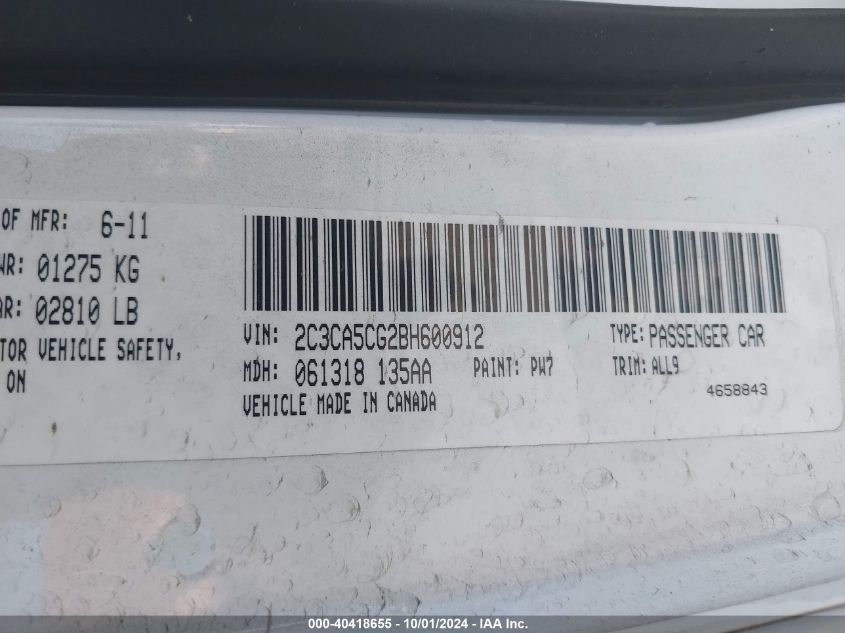 OF MFR: 6-11
WR: 01275 KG
AR: 02810 LB
TOR VEHICLE SAFETY,
ON
VIN: 2C3CA5CG2BH600912
TYPE: PASSENGER CAR
MDH: 061318 135AA
PAINT: PW7
TRIM: ALL9
VEHICLE MADE IN CANADA
4658843
000-40418655 - 10/01/2024 - IAA Inc.